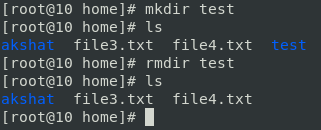 [root@10 home]# mkdir test
[root@10 home]# ls
akshat  file3.txt  file4.txt  test
[root@10 home]# rmdir test
[root@10 home]# ls
akshat  file3.txt  file4.txt
[root@10 home]#